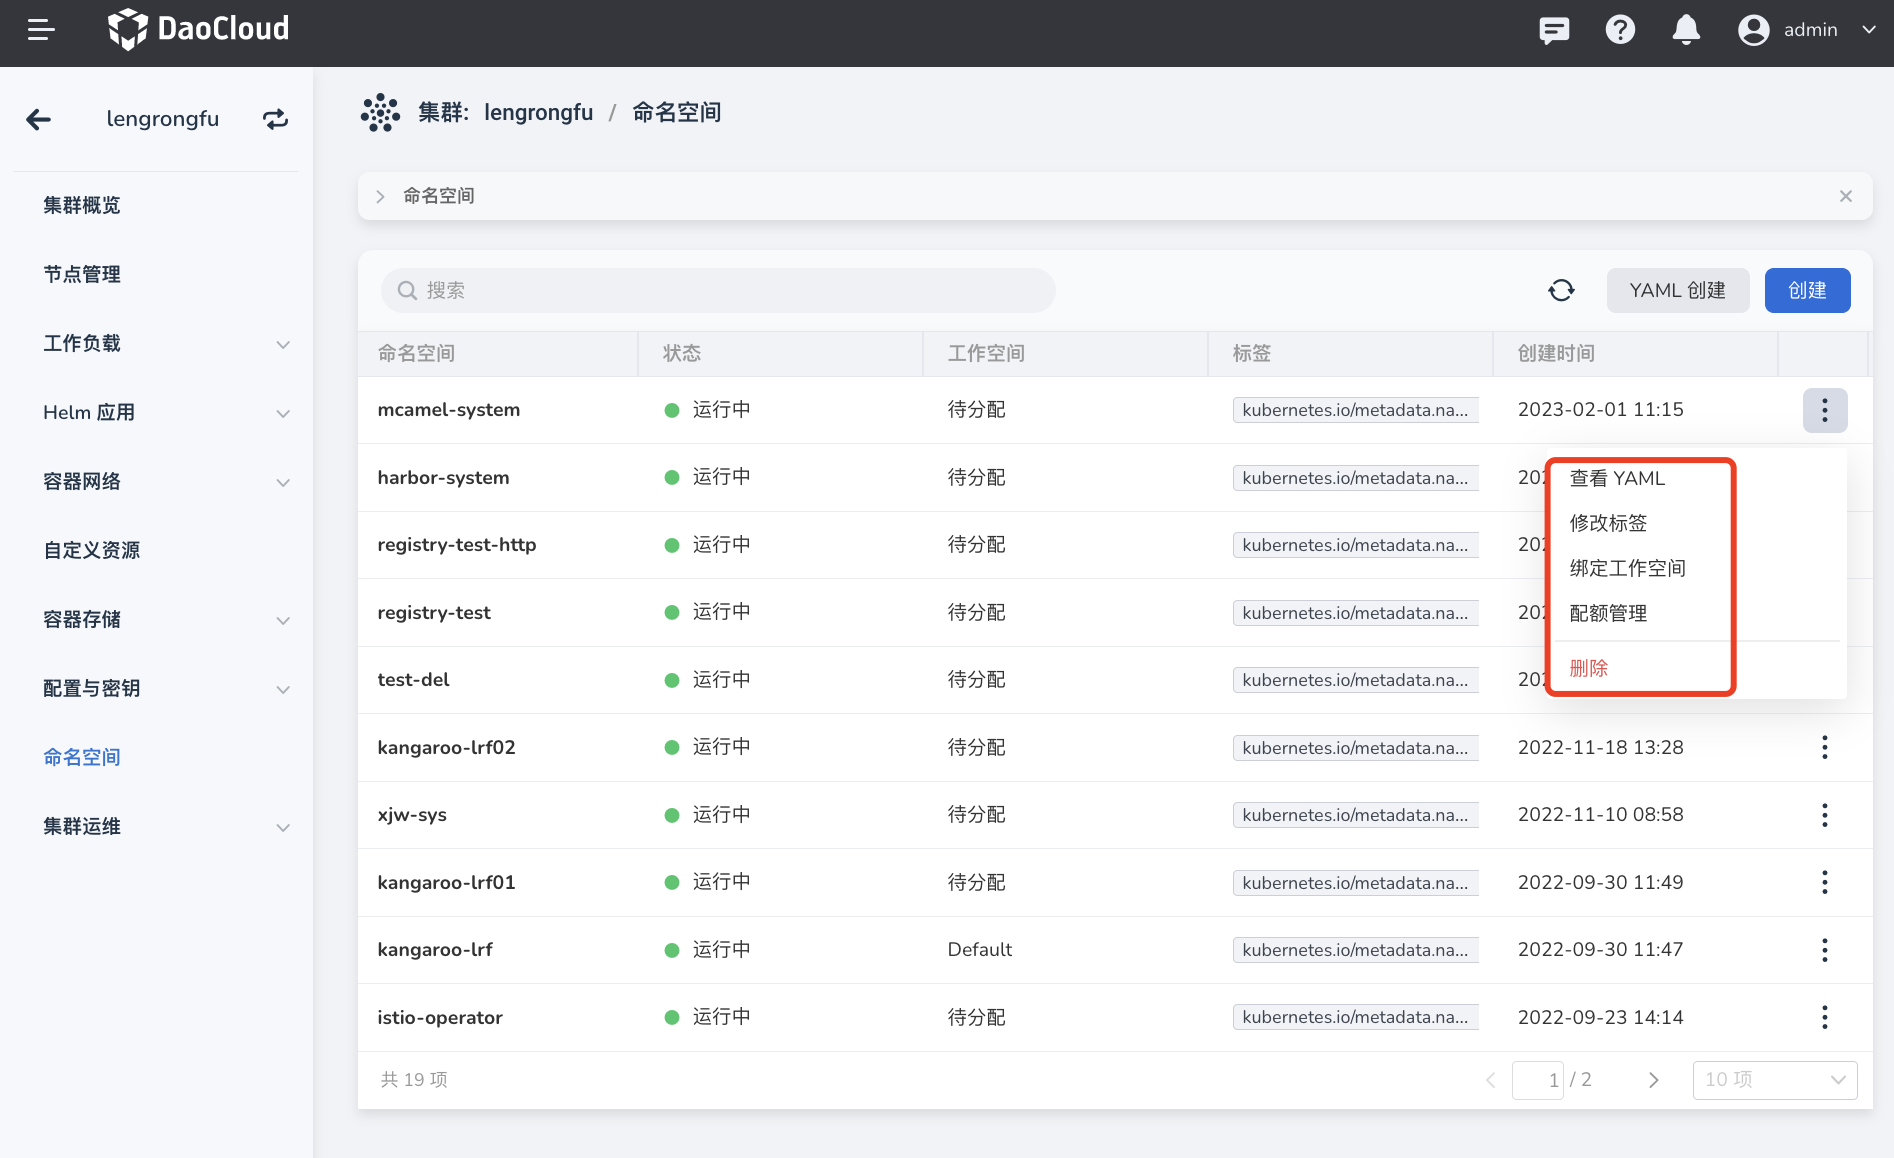 DaoCloud
admin
lengrongfu
集群: lengrongfu / 命名空间
集群概览
节点管理
工作负载
Helm 应用
容器网络
自定义资源
容器存储
配置与密钥
命名空间
集群运维
命名空间
搜索
YAML 创建
创建
命名空间 状态 工作空间 标签 创建时间
mcamel-system 运行中 待分配 kubernetes.io/metadata.na... 2023-02-01 11:15
harbor-system 运行中 待分配 kubernetes.io/metadata.na... 202
registry-test-http 运行中 待分配 kubernetes.io/metadata.na... 202
registry-test 运行中 待分配 kubernetes.io/metadata.na... 202
test-del 运行中 待分配 kubernetes.io/metadata.na... 202
查看 YAML
修改标签
绑定工作空间
配额管理
删除
kangaroo-lrf02 运行中 待分配 kubernetes.io/metadata.na... 2022-11-18 13:28
xjw-sys 运行中 待分配 kubernetes.io/metadata.na... 2022-11-10 08:58
kangaroo-lrf01 运行中 待分配 kubernetes.io/metadata.na... 2022-09-30 11:49
kangaroo-lrf 运行中 Default kubernetes.io/metadata.na... 2022-09-30 11:47
istio-operator 运行中 待分配 kubernetes.io/metadata.na... 2022-09-23 14:14
共 19 项
1 / 2
10 项